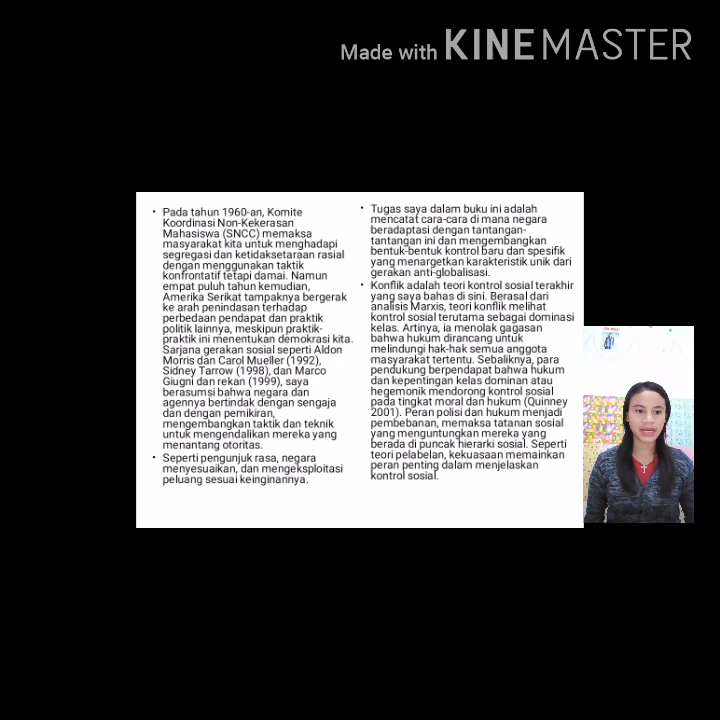 Made with KINEMASTER
• Pada tahun 1960-an, Komite
Koordinasi Non-Kekerasan
Mahasiswa (SNCC) memaksa
masyarakat kita untuk menghadapi
segregasi dan ketidaksetaraan rasial
dengan menggunakan taktik
konfrontatif tetapi damai. Namun
empat puluh tahun kemudian,
Amerika Serikat tampaknya bergerak
ke arah penindasan terhadap
perbedaan pendapat dan praktik
politik lainnya, meskipun praktik-
praktik ini menentukan demokrasi kita.
Sarjana gerakan sosial seperti Aldon
Morris dan Carol Mueller (1992),
Sidney Tarrow (1998), dan Marco
Giugni dan rekan (1999), saya
berasumsi bahwa negara dan
agennya bertindak dengan sengaja
dan dengan pemikiran,
mengembangkan taktik dan teknik
untuk mengendalikan mereka yang
menantang otoritas.
• Seperti pengunjuk rasa, negara
menyesuaikan, dan mengeksploitasi
peluang sesuai keinginannya.
• Tugas saya dalam buku ini adalah
mencatat cara-cara di mana negara
beradaptasi dengan tantangan-
tantangan ini dan mengembangkan
bentuk-bentuk kontrol baru dan spesifik
yang menargetkan karakteristik unik dari
gerakan anti-globalisasi.
• Konflik adalah teori kontrol sosial terakhir
yang saya bahas di sini. Berasal dari
analisis Marxis, teori konflik melihat
kontrol sosial terutama sebagai dominasi
kelas. Artinya, ia menolak gagasan
bahwa hukum dirancang untuk
melindungi hak-hak semua anggota
masyarakat tertentu. Sebaliknya, para
pendukung berpendapat bahwa hukum
dan kepentingan kelas dominan atau
hegemonik mendorong kontrol sosial
pada tingkat moral dan hukum (Quinney
2001). Peran polisi dan hukum menjadi
pembebanan, memaksa tatanan sosial
yang menguntungkan mereka yang
berada di puncak hierarki sosial. Seperti
teori pelabelan, kekuasaan memainkan
peran penting dalam menjelaskan
kontrol sosial.